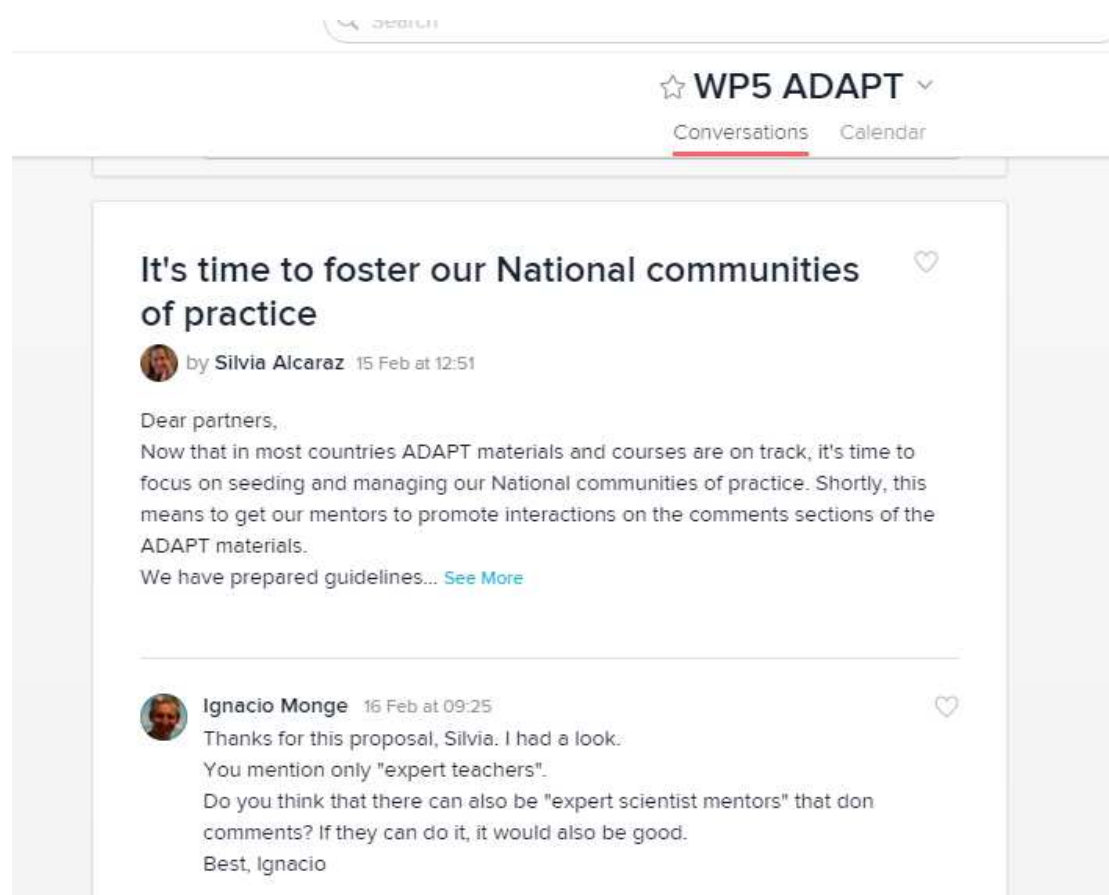 Search
WP5 ADAPT
Conversations Calendar
It's time to foster our National communities
of practice
by Silvia Alcaraz 15 Feb at 12:51
Dear partners,
Now that in most countries ADAPT materials and courses are on track, it's time to
focus on seeding and managing our National communities of practice. Shortly, this
means to get our mentors to promote interactions on the comments sections of the
ADAPT materials.
We have prepared guidelines... See More
Ignacio Monge 16 Feb at 09:25
Thanks for this proposal, Silvia. I had a look.
You mention only "expert teachers".
Do you think that there can also be "expert scientist mentors" that don
comments? If they can do it, it would also be good.
Best, Ignacio